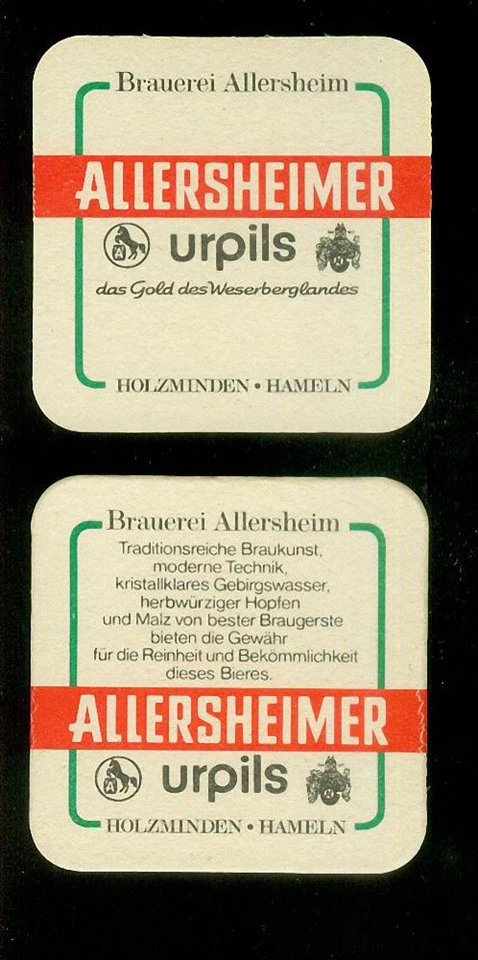 Brauerei Allersheim
ALLERSHEIMER
urpils
das Gold des Weserberglandes
HOLZMINDEN • HAMELN
Brauerei Allersheim
Traditionsreiche Braukunst,
moderne Technik,
kristallklares Gebirgswasser,
herbwürziger Hopfen
und Malz von bester Braugerste
bieten die Gewähr
für die Reinheit und Bekömmlichkeit
dieses Bieres.
ALLERSHEIMER
A urpils
HOLZMINDEN • HAMELN